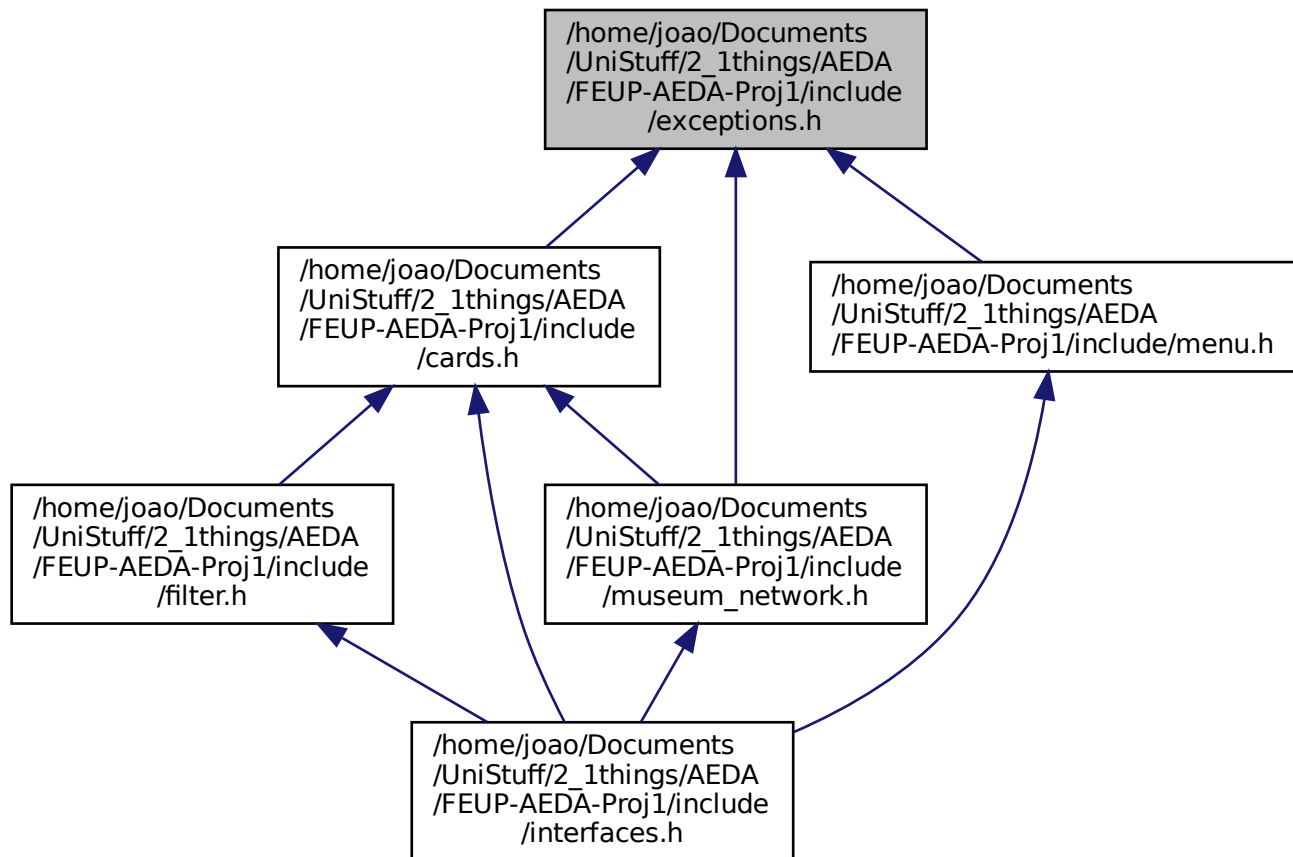 /home/joao/Documents
/UniStuff/2_1things/AEDA
/FEUP-AEDA-Proj1/include
/exceptions.h
/home/joao/Documents
/UniStuff/2_1things/AEDA
/FEUP-AEDA-Proj1/include
/cards.h
/home/joao/Documents
/UniStuff/2_1things/AEDA
/FEUP-AEDA-Proj1/include/menu.h
/home/joao/Documents
/UniStuff/2_1things/AEDA
/FEUP-AEDA-Proj1/include
/filter.h
/home/joao/Documents
/UniStuff/2_1things/AEDA
/FEUP-AEDA-Proj1/include
/museum_network.h
/home/joao/Documents
/UniStuff/2_1things/AEDA
/FEUP-AEDA-Proj1/include
/interfaces.h